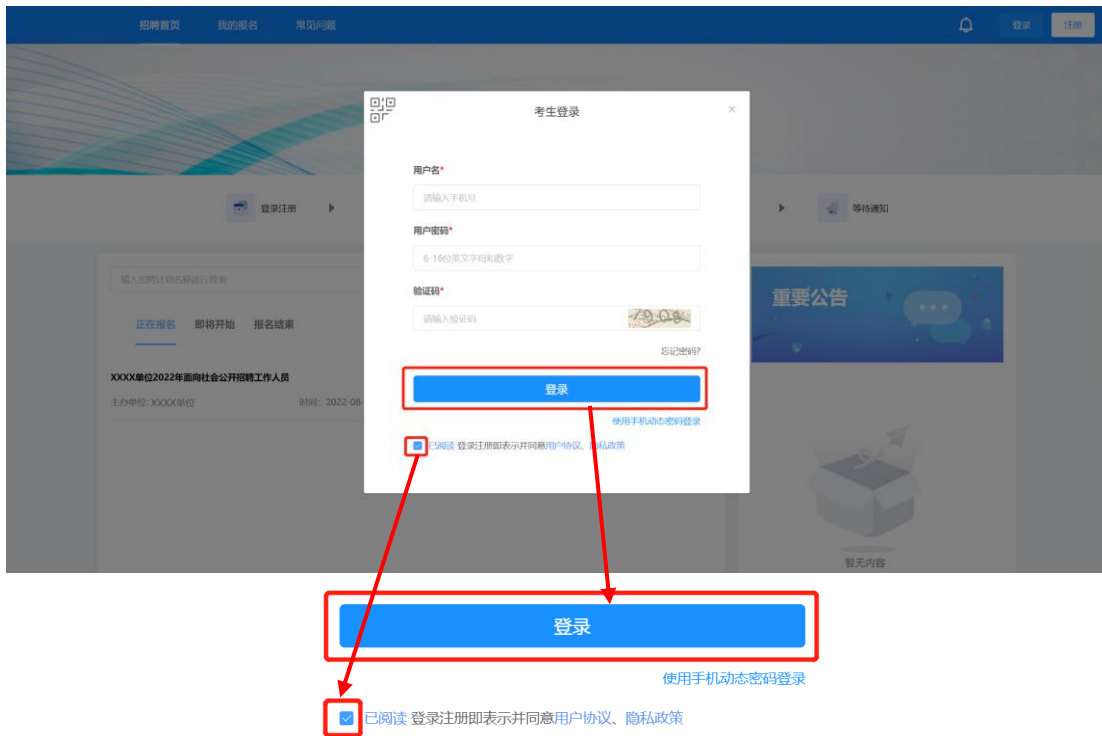 招聘首页 我的报名 常见问题 登录 注册
考生登录
用户名*
请输入手机号
登录注册 等待通知
用户密码*
6-16位英文字母和数字
输入招聘计划名称进行搜索
验证码*
请输入验证码
重要公告
正在报名 即将开始 报名结束
忘记密码?
XXXX单位2022年面向社会公开招聘工作人员
登录
主办单位: XXXX单位 时间: 2022-08-
使用手机动态密码登录
已阅读 登录注册即表示并同意用户协议、隐私政策
暂无内容
登录
使用手机动态密码登录
已阅读 登录注册即表示并同意用户协议、隐私政策